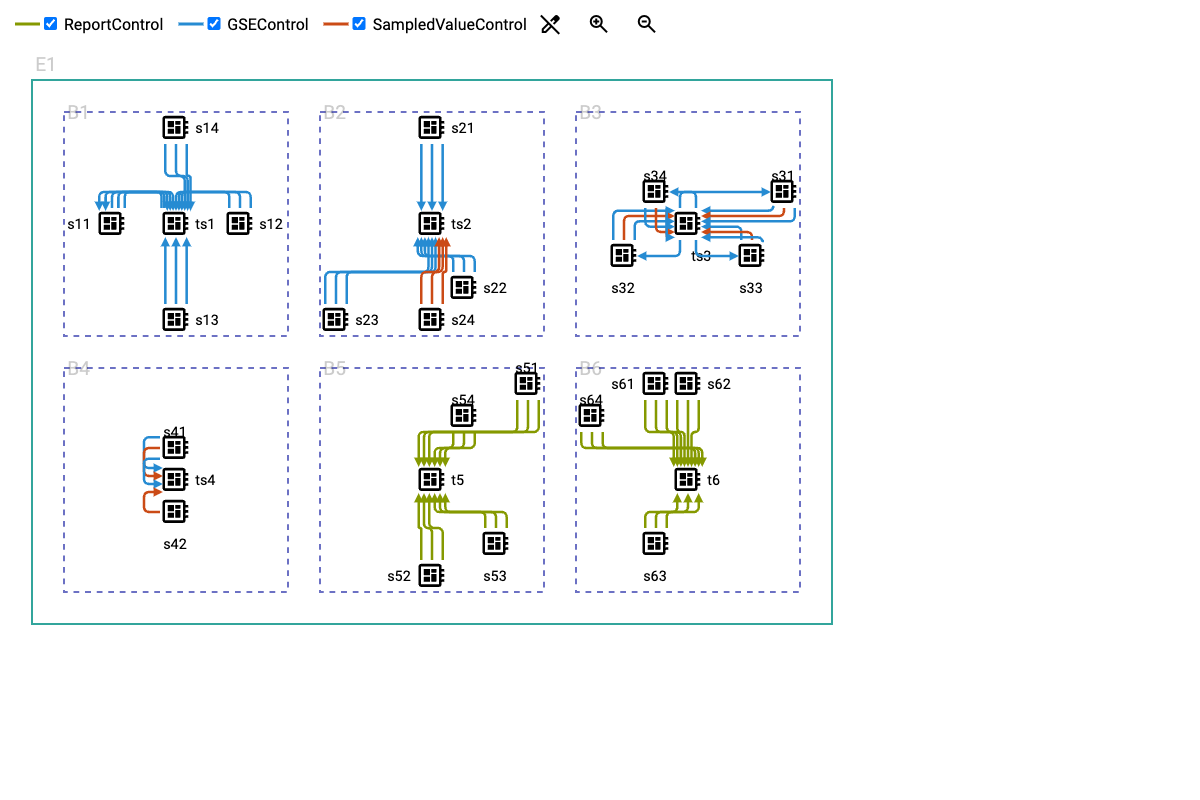 ReportControl GSEControl SampledValueControl
E1
B1 B2 B3
s14 s21
s34 s31
s11 ts1 s12 ts2
ts3
s32 s33
s22
s13 s23 s24
B4 B5 B6
s51
s61 s62
s54 s64
s41
ts4 t5 t6
s42
s52 s53 s63